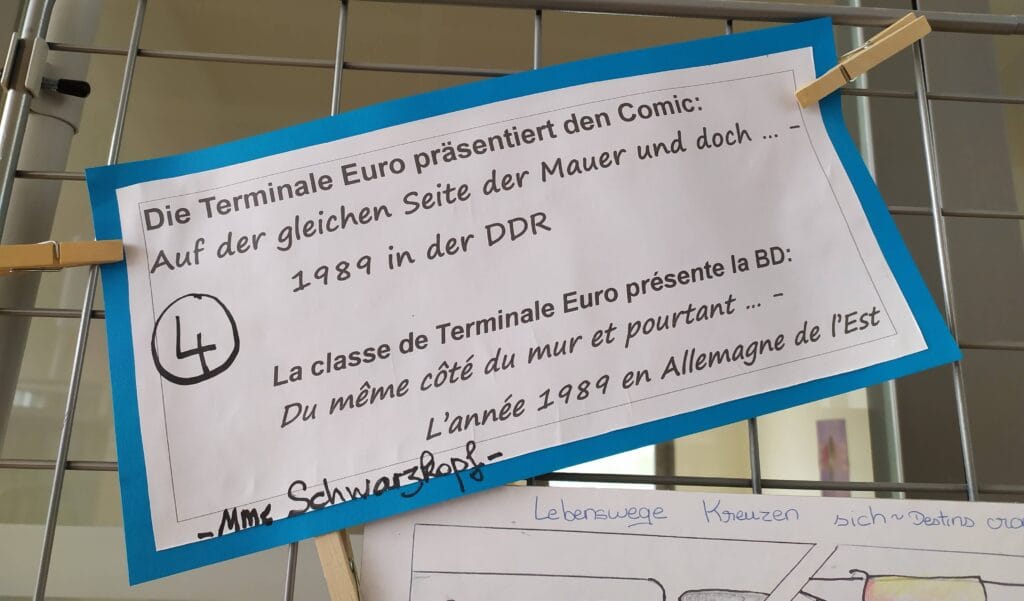 Die Terminale Euro präsentiert den Comic:
Auf der gleichen Seite der Mauer und doch ... -
1989 in der DDR
4
La classe de Terminale Euro présente la BD:
Du même côté du mur et pourtant ... -
L'année 1989 en Allemagne de l'Est
-Mme Schwarzkopf-
Lebenswege Kreuzen sich~Destins